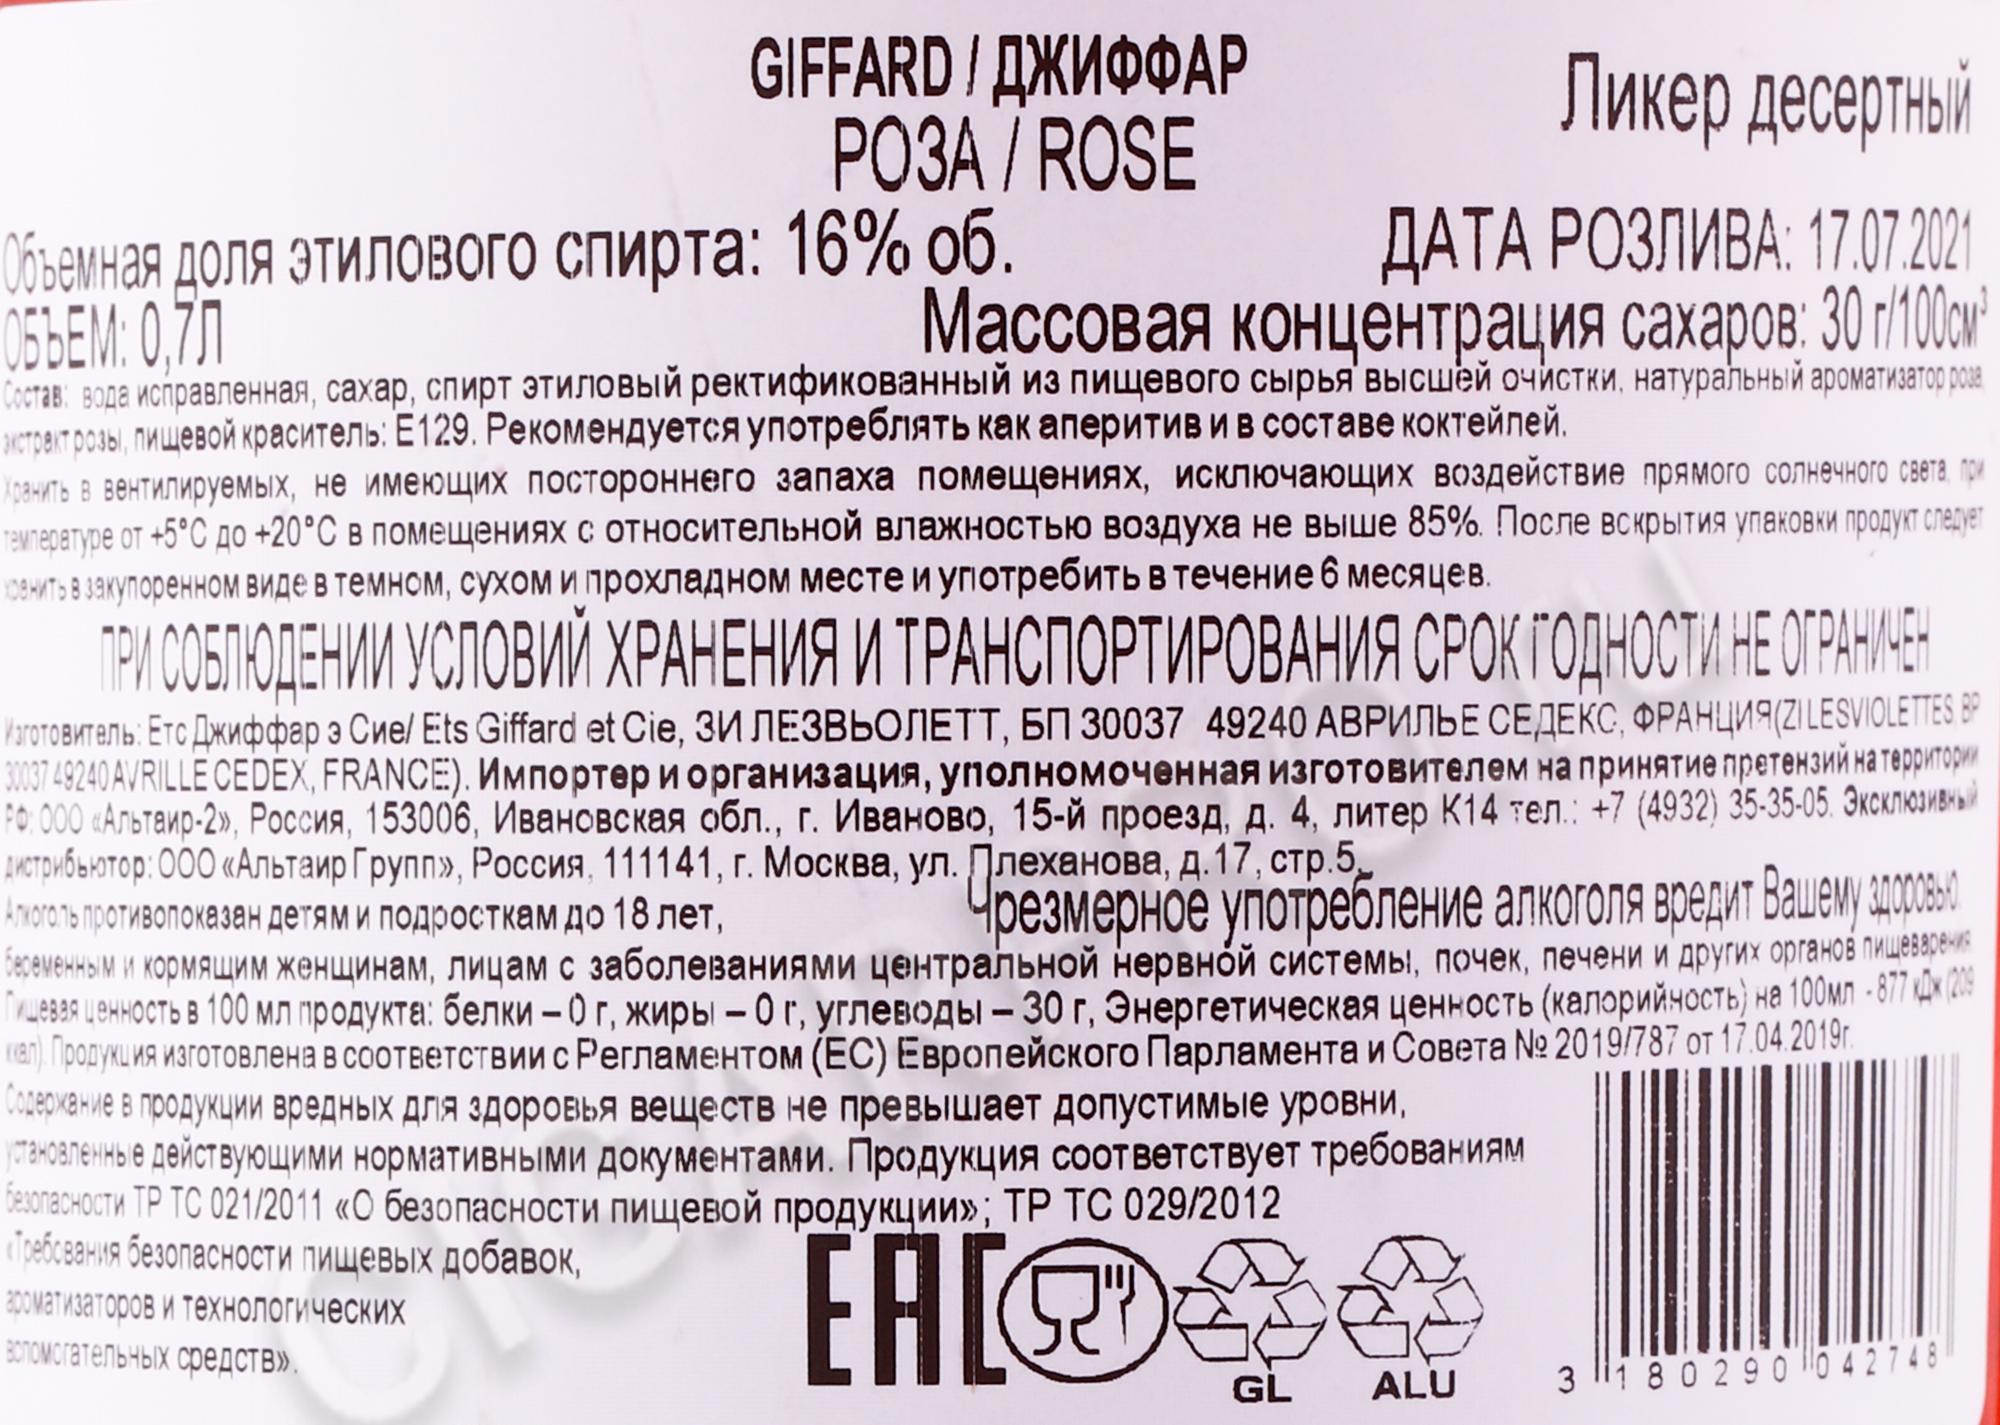 GIFFARD / ДЖИФФАР
РОЗА / ROSE
Ликер десертный
Объемная доля этилового спирта: 16% об.
ДАТА РОЗЛИВА: 17.07.2021
ОБЪЕМ: 0,7Л
Массовая концентрация сахаров: 30 г/100см³
Состав: вода исправленная, сахар, спирт этиловый ректификованный из пищевого сырья высшей очистки, натуральный ароматизатор роза,
экстракт розы, пищевой краситель: Е129. Рекомендуется употреблять как аперитив и в составе коктейлей.
Хранить в вентилируемых, не имеющих постороннего запаха помещениях, исключающих воздействие прямого солнечного света, при
температуре от +5°С до +20°С в помещениях с относительной влажностью воздуха не выше 85%. После вскрытия упаковки продукт следует
хранить в закупоренном виде в темном, сухом и прохладном месте и употребить в течение 6 месяцев.
ПРИ СОБЛЮДЕНИИ УСЛОВИЙ ХРАНЕНИЯ И ТРАНСПОРТИРОВАНИЯ СРОК ГОДНОСТИ НЕ ОГРАНИЧЕН
Изготовитель: Етс Джиффар э Сие/ Ets Giffard et Cie, ЗИ ЛЕЗВЬОЛЕТТ, БП 30037 49240 АВРИЛЬЕ СЕДЕКС, ФРАНЦИЯ(ZI LESVIOLETTES, BP
30037 49240 AVRILLE CEDEX, FRANCE). Импортер и организация, уполномоченная изготовителем на принятие претензий на территории
РФ: ООО «Альтаир-2», Россия, 153006, Ивановская обл., г. Иваново, 15-й проезд, д. 4, литер К14 тел.: +7 (4932) 35-35-05. Эксклюзивный
дистрибьютор: ООО «Альтаир Групп», Россия, 111141, г. Москва, ул. Плеханова, д.17, стр.5.
Алкоголь противопоказан детям и подросткам до 18 лет,
Чрезмерное употребление алкоголя вредит Вашему здоровью.
беременным и кормящим женщинам, лицам с заболеваниями центральной нервной системы, почек, печени и других органов пищеварения.
Пищевая ценность в 100 мл продукта: белки – 0 г, жиры – 0 г, углеводы – 30 г, Энергетическая ценность (калорийность) на 100мл - 877 кДж (209
ккал). Продукция изготовлена в соответствии с Регламентом (ЕС) Европейского Парламента и Совета № 2019/787 от 17.04.2019г.
Содержание в продукции вредных для здоровья веществ не превышает допустимые уровни,
установленные действующими нормативными документами. Продукция соответствует требованиям
безопасности ТР ТС 021/2011 «О безопасности пищевой продукции»; ТР ТС 029/2012
«Требования безопасности пищевых добавок,
ароматизаторов и технологических
вспомогательных средств».
ЕАС
GL
ALU
3 180290 042748
CIGARPRO.ru